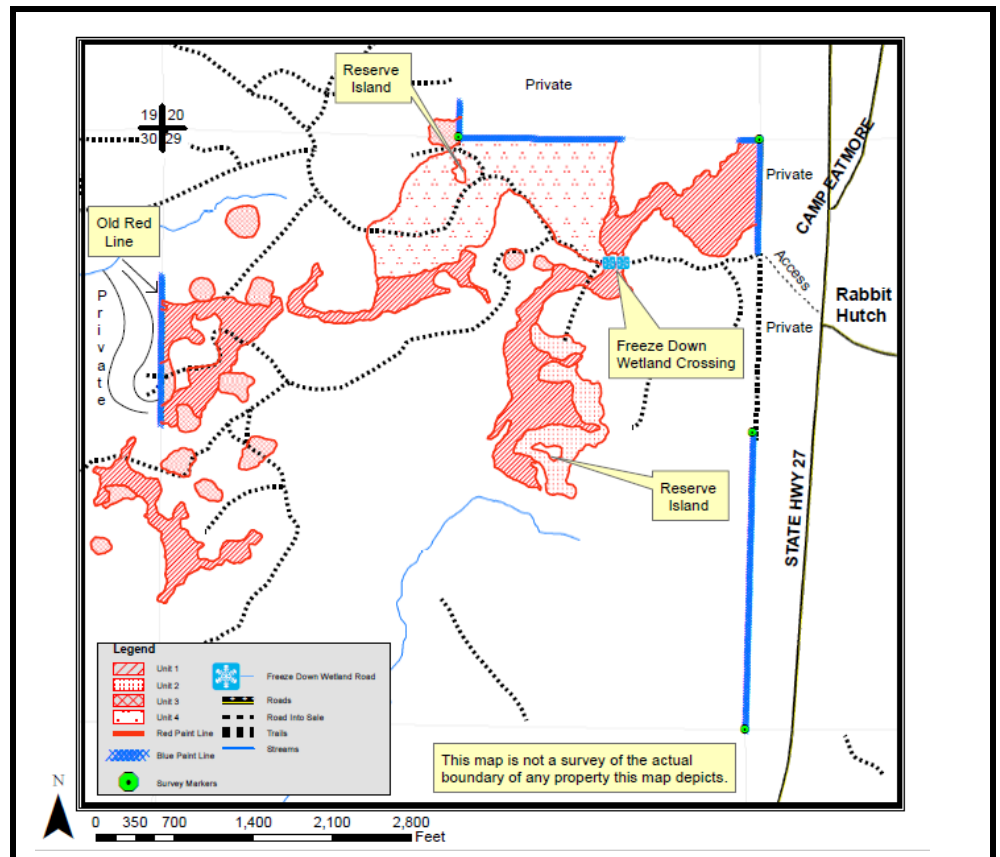 Reserve
Island
Private
19 20
30 29
CAMP EATMORE
Private
Old Red
Line
Access
Private
Rabbit
Hutch
Private
Freeze Down
Wetland Crossing
Reserve
Island
STATE HWY 27
Legend
Unit 1
Unit 2
Unit 3
Unit 4
Red Paint Line
Blue Paint Line
Survey Markers
Freeze Down Wetland Road
Roads
Road Into Sale
Trails
Streams
This map is not a survey of the actual
boundary of any property this map depicts.
N
0 350 700 1,400 2,100 2,800
Feet